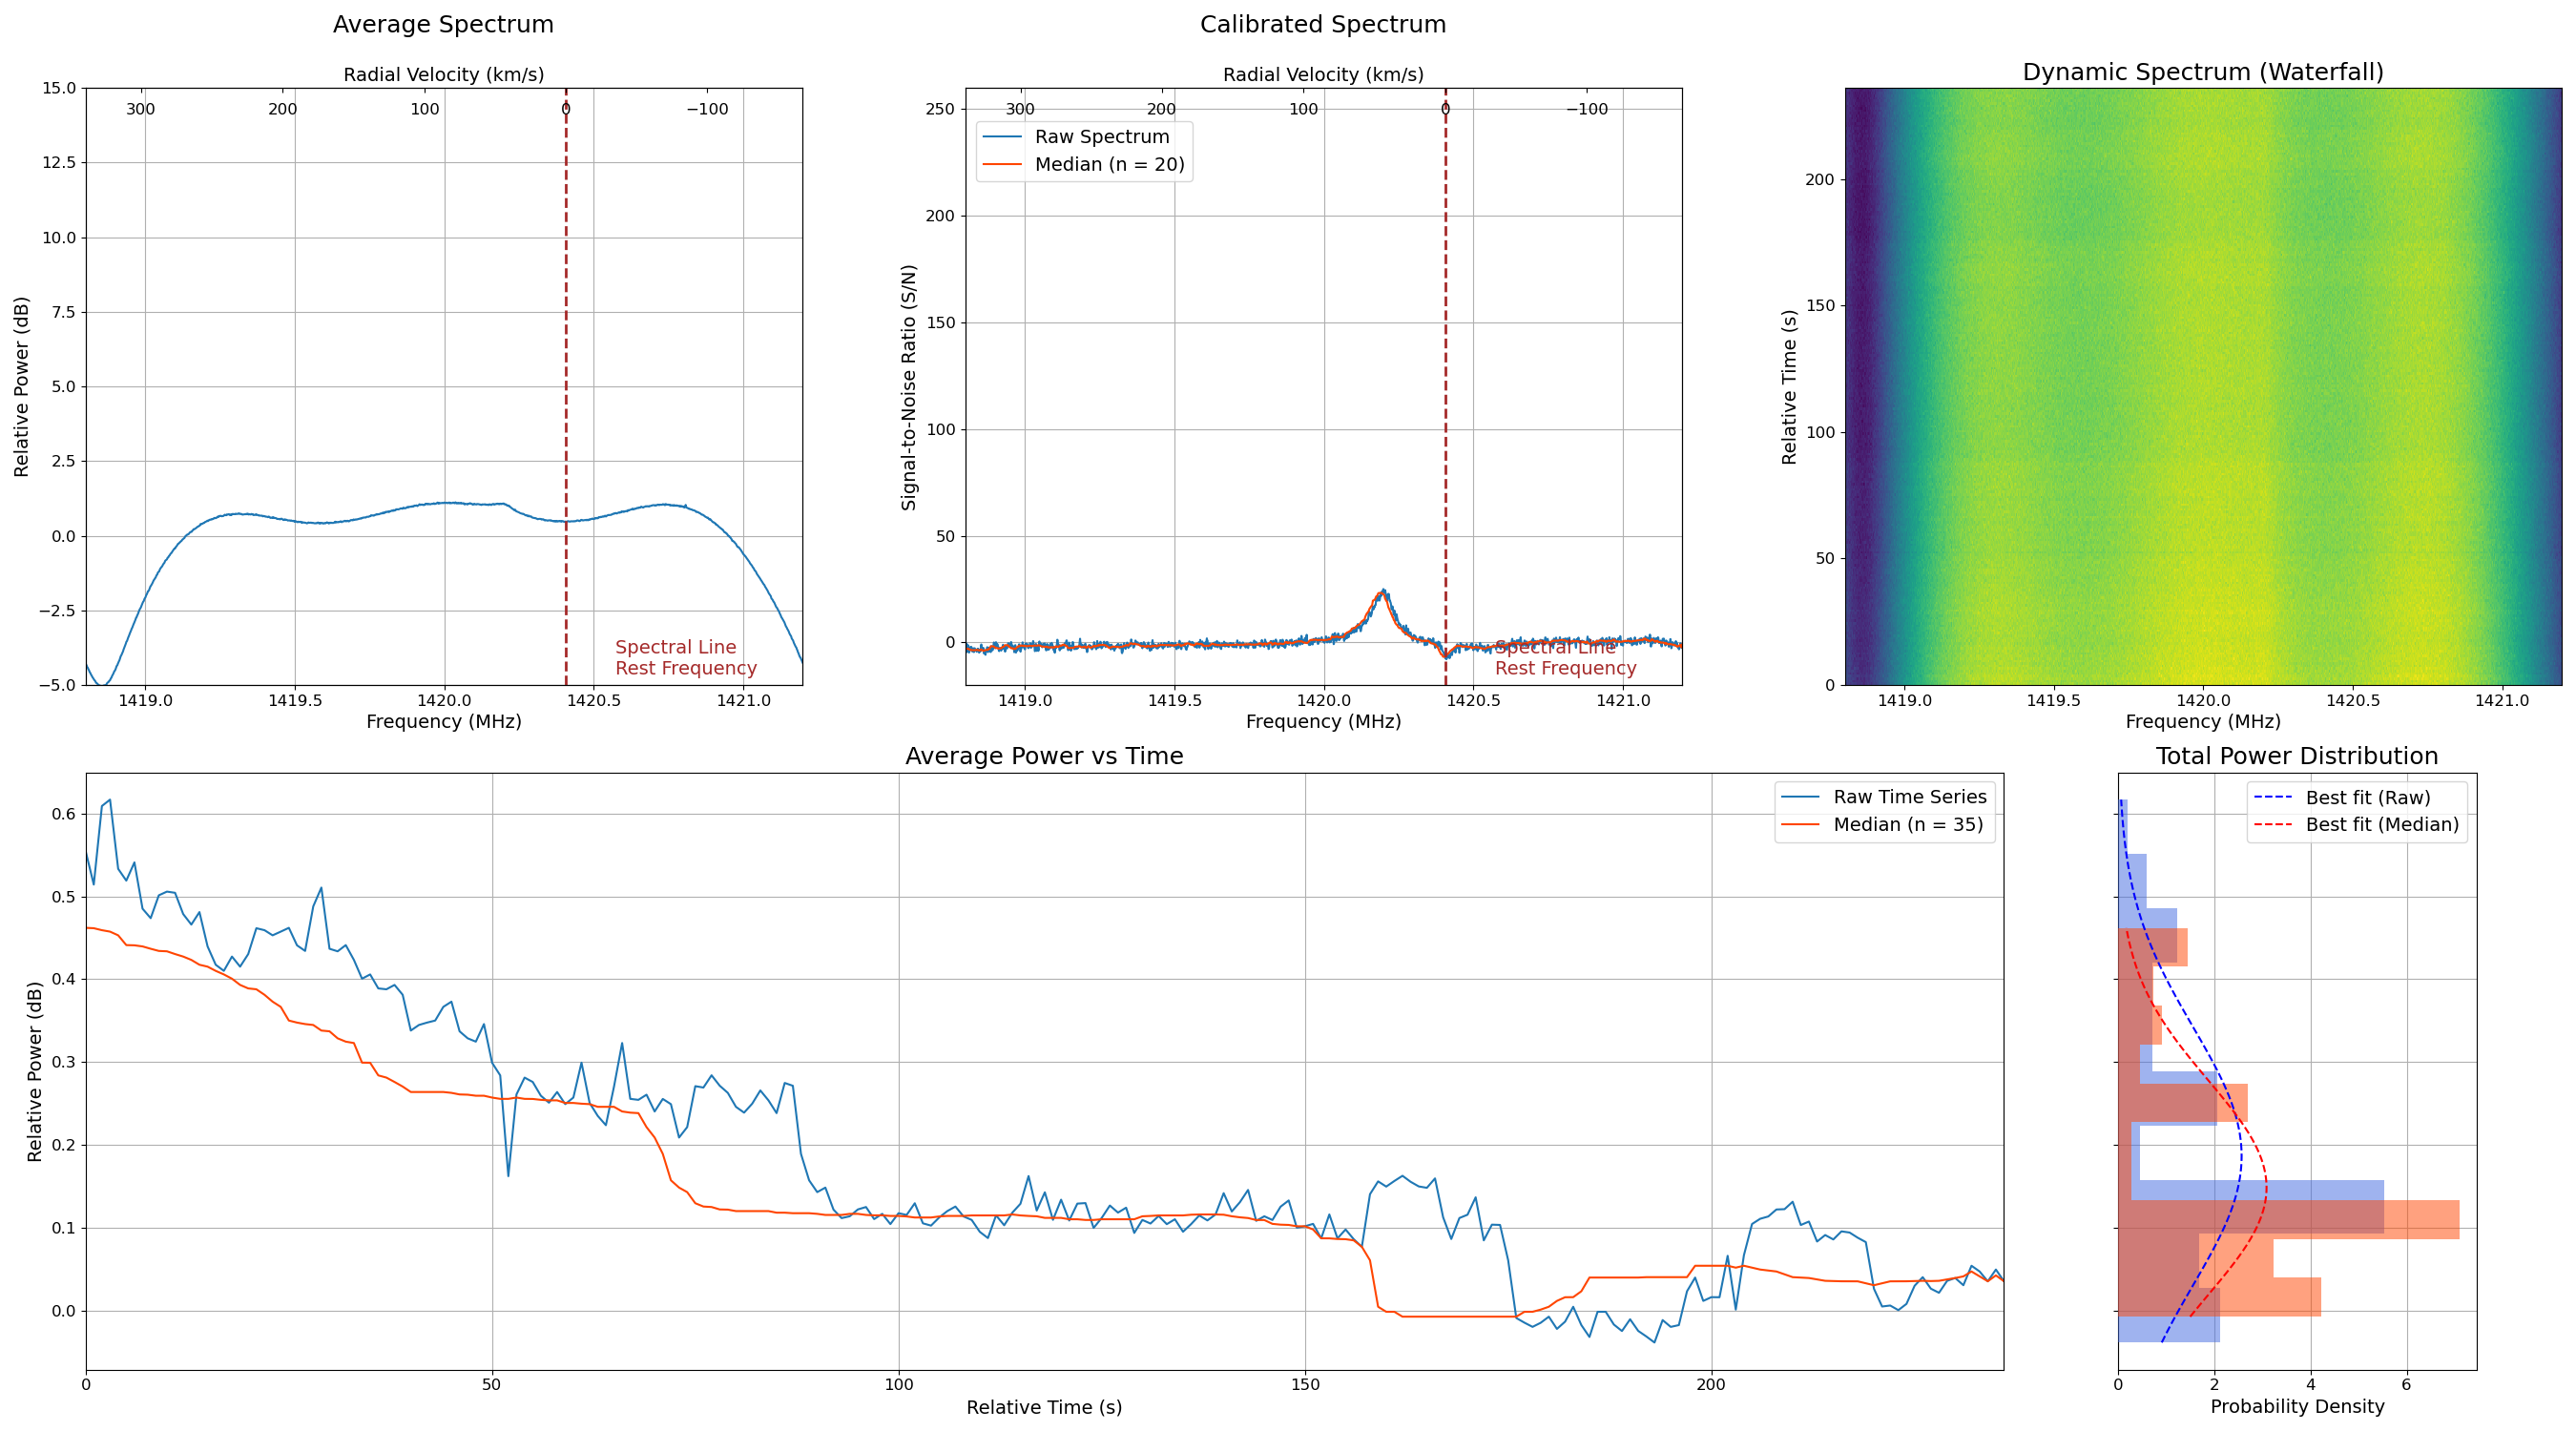 Average Spectrum
Radial Velocity (km/s)
300 200 100 0 −100
15.0
12.5
10.0
7.5
5.0
2.5
0.0
−2.5
−5.0
Relative Power (dB)
Spectral Line
Rest Frequency
1419.0 1419.5 1420.0 1420.5 1421.0
Frequency (MHz)
Calibrated Spectrum
Radial Velocity (km/s)
300 200 100 0 −100
Raw Spectrum
Median (n = 20)
250
200
150
100
50
0
Signal-to-Noise Ratio (S/N)
Spectral Line
Rest Frequency
1419.0 1419.5 1420.0 1420.5 1421.0
Frequency (MHz)
Dynamic Spectrum (Waterfall)
200
150
100
50
0
Relative Time (s)
1419.0 1419.5 1420.0 1420.5 1421.0
Frequency (MHz)
Average Power vs Time
Raw Time Series
Median (n = 35)
0.6
0.5
0.4
0.3
0.2
0.1
0.0
Relative Power (dB)
0 50 100 150 200
Relative Time (s)
Total Power Distribution
Best fit (Raw)
Best fit (Median)
0 2 4 6
Probability Density